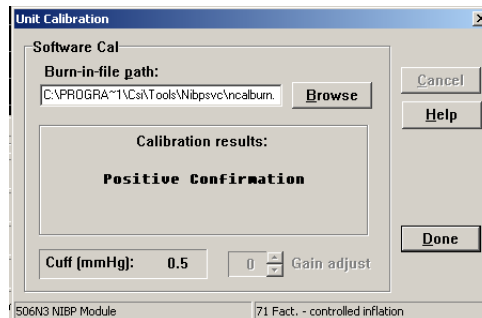 Unit Calibration
Software Cal
Burn-in-file path:
C:\PROGRA~1\Csi\Tools\Nibpsvc\ncalburn.
Browse
Cancel
Help
Calibration results:
Positive Confirmation
Done
Cuff (mmHg): 0.5
0 Gain adjust
506N3 NIBP Module
71 Fact. - controlled inflation